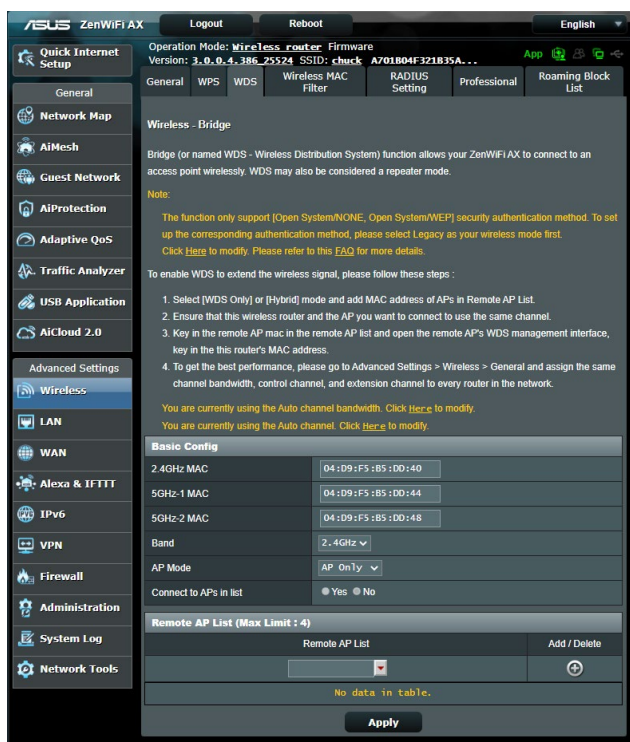 ASUS ZenWiFi AX Logout Reboot English
Quick Internet Setup
General
Network Map
AiMesh
Guest Network
AiProtection
Adaptive QoS
Traffic Analyzer
USB Application
AiCloud 2.0
Advanced Settings
Wireless
LAN
WAN
Alexa & IFTTT
IPv6
VPN
Firewall
Administration
System Log
Network Tools
Operation Mode: Wireless router Firmware
Version: 3.0.0.4.386_25524 SSID: chuck A701B04F321B35A...
App
General WPS WDS Wireless MAC Filter RADIUS Setting Professional Roaming Block List
Wireless - Bridge
Bridge (or named WDS - Wireless Distribution System) function allows your ZenWiFi AX to connect to an
access point wirelessly. WDS may also be considered a repeater mode.
Note:
The function only support [Open System/NONE, Open System/WEP] security authentication method. To set
up the corresponding authentication method, please select Legacy as your wireless mode first.
Click Here to modify. Please refer to this FAQ for more details.
To enable WDS to extend the wireless signal, please follow these steps :
1. Select [WDS Only] or [Hybrid] mode and add MAC address of APs in Remote AP List.
2. Ensure that this wireless router and the AP you want to connect to use the same channel.
3. Key in the remote AP mac in the remote AP list and open the remote AP's WDS management interface,
key in the this router's MAC address.
4. To get the best performance, please go to Advanced Settings > Wireless > General and assign the same
channel bandwidth, control channel, and extension channel to every router in the network.
You are currently using the Auto channel bandwidth. Click Here to modify.
You are currently using the Auto channel. Click Here to modify.
Basic Config
2.4GHz MAC 04:D9:F5:B5:DD:40
5GHz-1 MAC 04:D9:F5:B5:DD:44
5GHz-2 MAC 04:D9:F5:B5:DD:48
Band 2.4GHz
AP Mode AP Only
Connect to APs in list Yes No
Remote AP List (Max Limit : 4)
Remote AP List Add / Delete
No data in table.
Apply